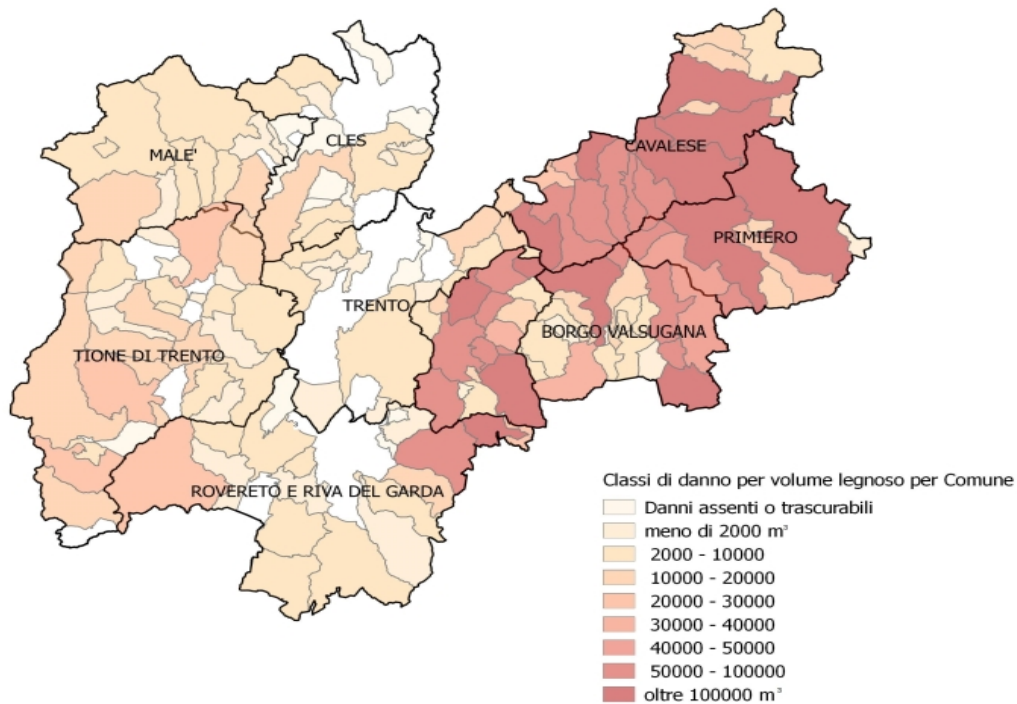 CLES
CAVALESE
MALE'
PRIMIERO
TRENTO
BORGO VALSUGANA
TIONE DI TRENTO
ROVERETO E RIVA DEL GARDA
Classi di danno per volume legnoso per Comune
Danni assenti o trascurabili
meno di 2000 m³
2000 - 10000
10000 - 20000
20000 - 30000
30000 - 40000
40000 - 50000
50000 - 100000
oltre 100000 m³